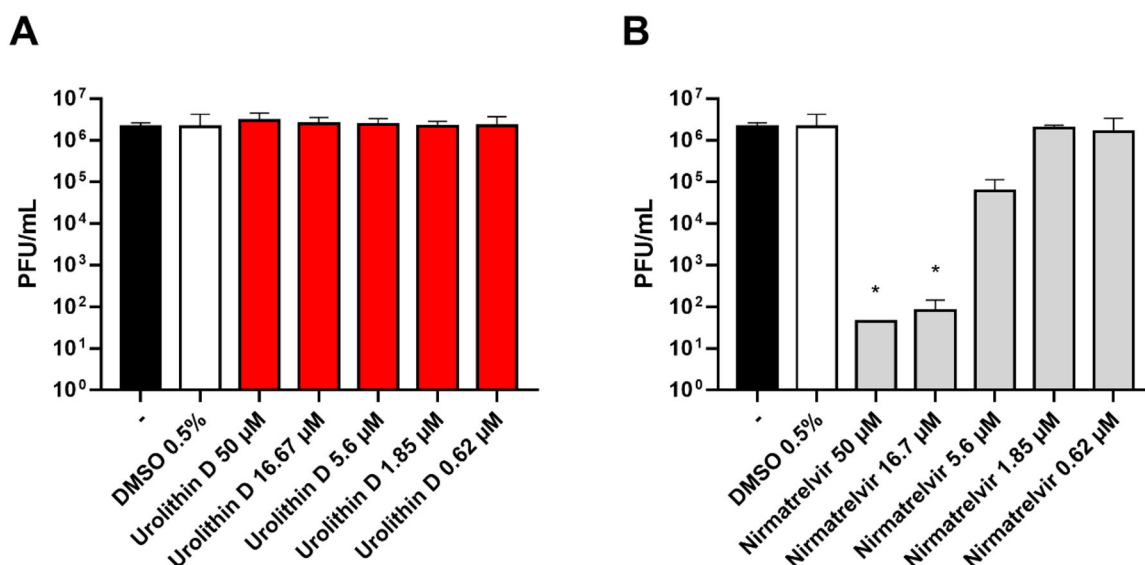 A
PFU/mL
10⁷
10⁶
10⁵
10⁴
10³
10²
10¹
10⁰
-
DMSO 0.5%
Urolithin D 50 µM
Urolithin D 16.67 µM
Urolithin D 5.6 µM
Urolithin D 1.85 µM
Urolithin D 0.62 µM
B
PFU/mL
10⁷
10⁶
10⁵
10⁴
10³
10²
10¹
10⁰
*
*
-
DMSO 0.5%
Nirmatrelvir 50 µM
Nirmatrelvir 16.7 µM
Nirmatrelvir 5.6 µM
Nirmatrelvir 1.85 µM
Nirmatrelvir 0.62 µM